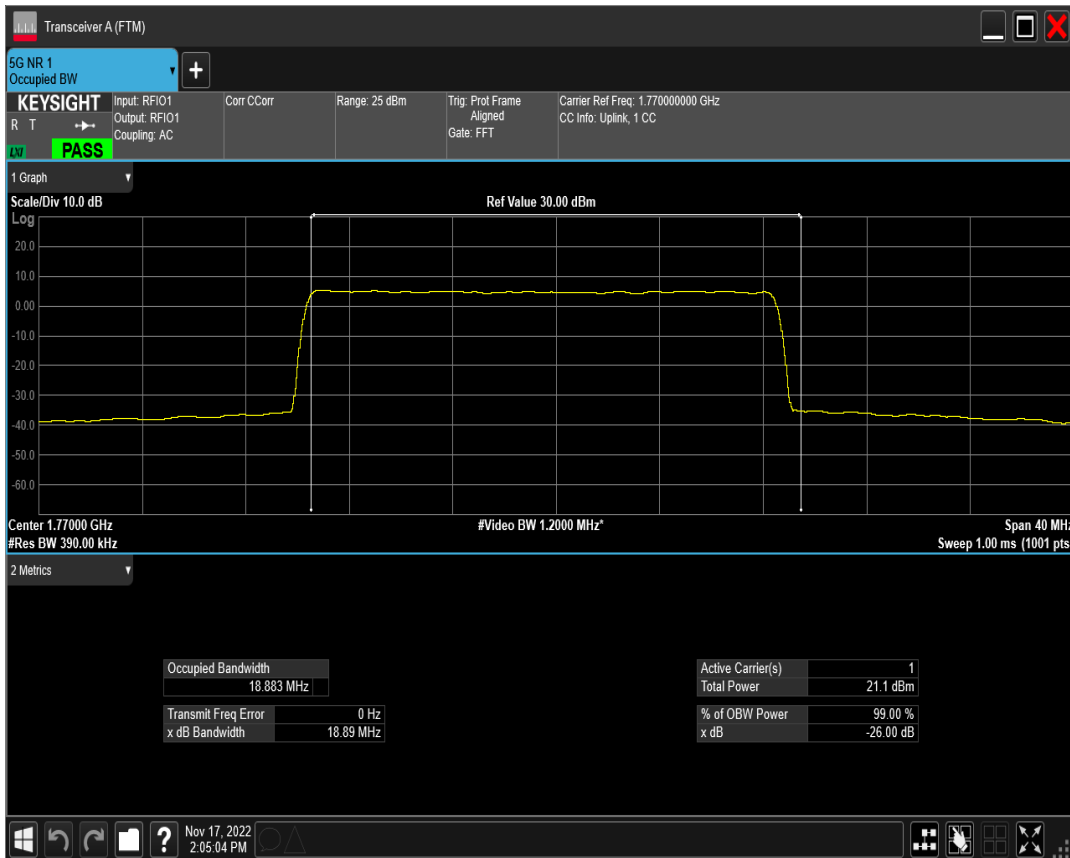 Transceiver A (FTM)
5G NR 1
Occupied BW
+
KEYSIGHT
R T
LXI
PASS
Input: RFIO1
Output: RFIO1
Coupling: AC
Corr CCorr
Range: 25 dBm
Trig: Prot Frame
Aligned
Gate: FFT
Carrier Ref Freq: 1.770000000 GHz
CC Info: Uplink, 1 CC
1 Graph
Scale/Div 10.0 dB
Ref Value 30.00 dBm
Log
20.0
10.0
0.00
-10.0
-20.0
-30.0
-40.0
-50.0
-60.0
Center 1.77000 GHz
#Video BW 1.2000 MHz*
Span 40 MHz
#Res BW 390.00 kHz
Sweep 1.00 ms (1001 pts
2 Metrics
Occupied Bandwidth
18.883 MHz
Transmit Freq Error 0 Hz
x dB Bandwidth 18.89 MHz
Active Carrier(s) 1
Total Power 21.1 dBm
% of OBW Power 99.00 %
x dB -26.00 dB
?
Nov 17, 2022
2:05:04 PM